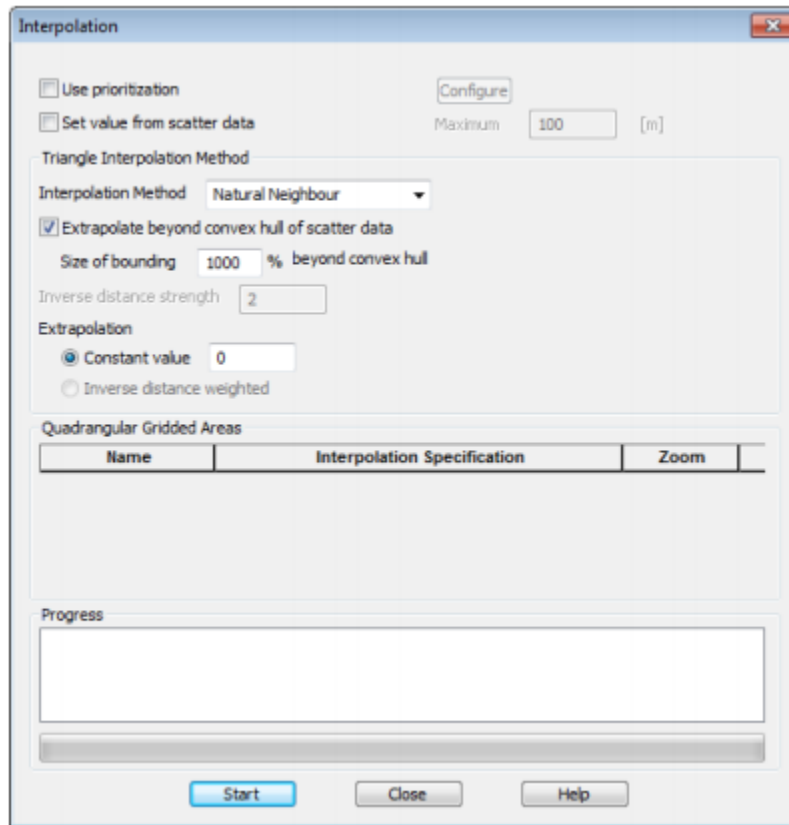 Interpolation
Use prioritization Configure
Set value from scatter data Maximum 100 [m]
Triangle Interpolation Method
Interpolation Method Natural Neighbour
Extrapolate beyond convex hull of scatter data
Size of bounding 1000 % beyond convex hull
Inverse distance strength 2
Extrapolation
Constant value 0
Inverse distance weighted
Quadrangular Gridded Areas
Name Interpolation Specification Zoom
Progress
Start Close Help